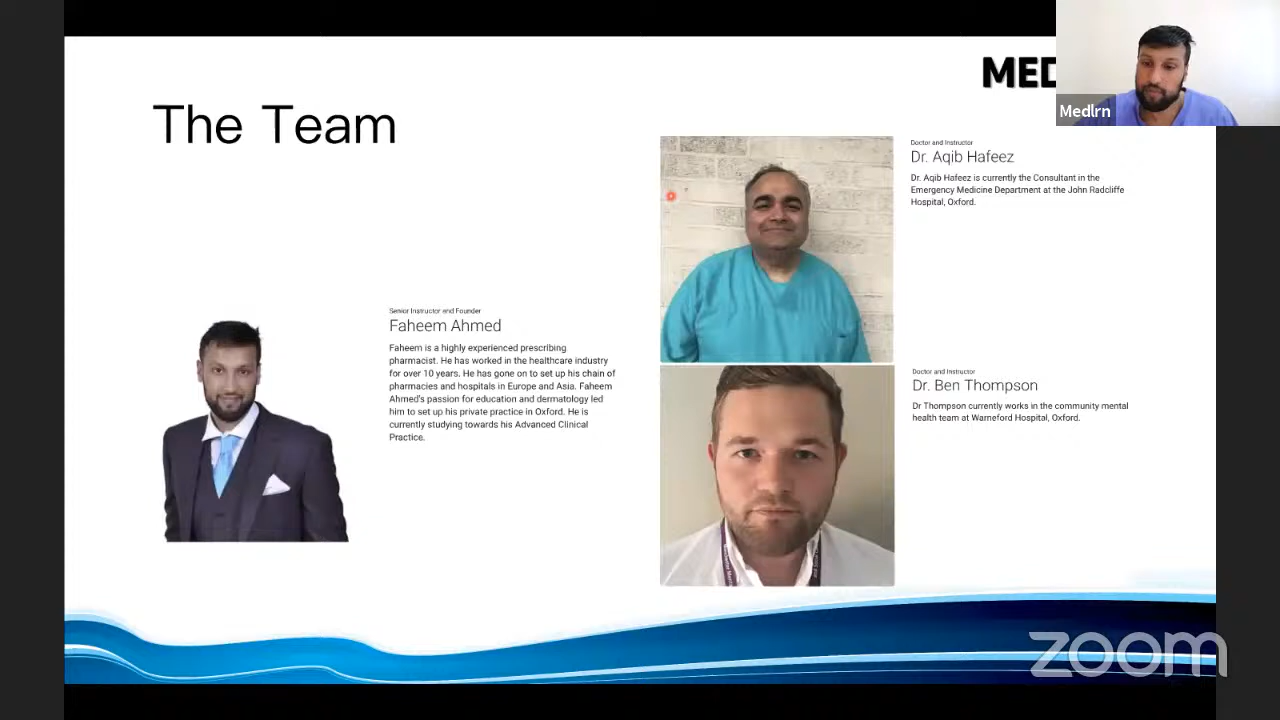 The Team
MED
Medlrn
Senior Instructor and Founder
Faheem Ahmed
Faheem is a highly experienced prescribing
pharmacist. He has worked in the healthcare industry
for over 10 years. He has gone on to set up his chain of
pharmacies and hospitals in Europe and Asia. Faheem
Ahmed's passion for education and dermatology led
him to set up his private practice in Oxford. He is
currently studying towards his Advanced Clinical
Practice.
Doctor and Instructor
Dr. Aqib Hafeez
Dr. Aqib Hafeez is currently the Consultant in the
Emergency Medicine Department at the John Radcliffe
Hospital, Oxford.
Doctor and Instructor
Dr. Ben Thompson
Dr Thompson currently works in the community mental
health team at Warneford Hospital, Oxford.
zoom